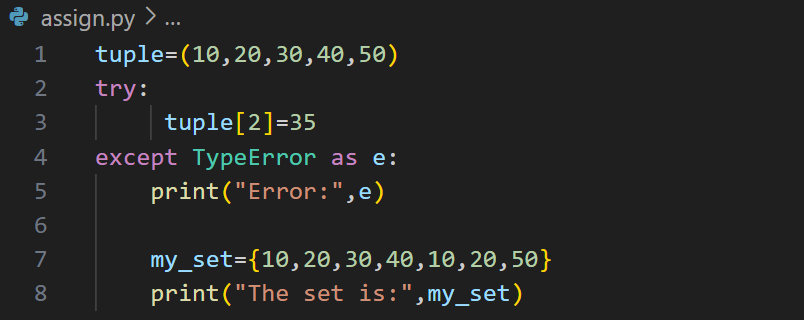 assign.py > ...
1 tuple=(10,20,30,40,50)
2 try:
3 tuple[2]=35
4 except TypeError as e:
5 print("Error:",e)
6
7 my_set={10,20,30,40,10,20,50}
8 print("The set is:",my_set)